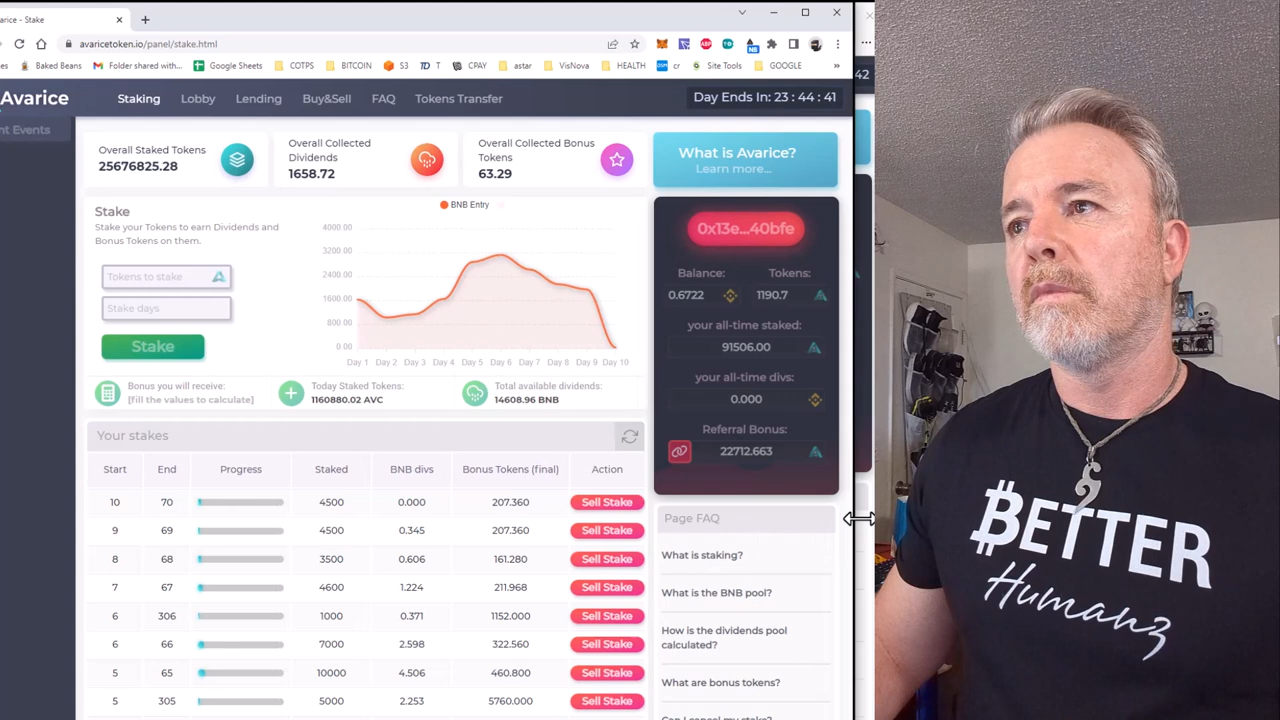 arice - Stake
avaricetoken.io/panel/stake.html
Baked Beans
Folder shared with...
Google Sheets
COTPS
BITCOIN
S3
T
CPAY
astar
VisNova
HEALTH
cr
Site Tools
GOOGLE
»
Avarice
Staking
Lobby
Lending
Buy&Sell
FAQ
Tokens Transfer
Day Ends In: 23 : 44 : 41
42
nt Events
Overall Staked Tokens
25676825.28
Overall Collected
Dividends
1658.72
Overall Collected Bonus
Tokens
63.29
What is Avarice?
Learn more...
Stake
Stake your Tokens to earn Dividends and
Bonus Tokens on them.
Tokens to stake
Stake days
Stake
BNB Entry
4000.00
3200.00
2400.00
1600.00
800.00
0.00
Day 1 Day 2 Day 3 Day 4 Day 5 Day 6 Day 7 Day 8 Day 9 Day 10
Bonus you will receive:
[fill the values to calculate]
Today Staked Tokens:
1160880.02 AVC
Total available dividends:
14608.96 BNB
0x13e...40bfe
Balance: Tokens:
0.6722 1190.7
your all-time staked:
91506.00
your all-time divs:
0.000
Referral Bonus:
22712.663
Your stakes
Start End Progress Staked BNB divs Bonus Tokens (final) Action
10 70 4500 0.000 207.360 Sell Stake
9 69 4500 0.345 207.360 Sell Stake
8 68 3500 0.606 161.280 Sell Stake
7 67 4600 1.224 211.968 Sell Stake
6 306 1000 0.371 1152.000 Sell Stake
6 66 7000 2.598 322.560 Sell Stake
5 65 10000 4.506 460.800 Sell Stake
5 305 5000 2.253 5760.000 Sell Stake
Page FAQ
What is staking?
What is the BNB pool?
How is the dividends pool
calculated?
What are bonus tokens?
Can I cancel my stake?
BETTER
Humanz